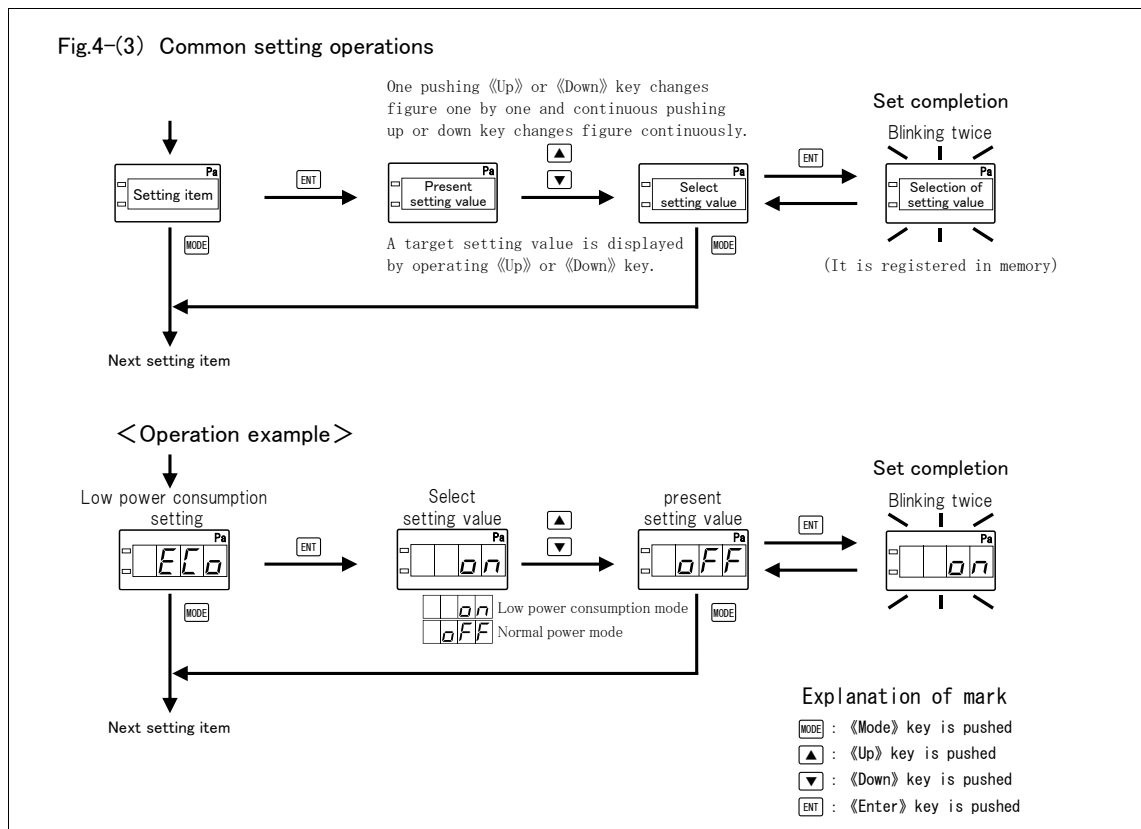 Fig.4-(3) Common setting operations
One pushing 《Up》 or 《Down》 key changes
figure one by one and continuous pushing
up or down key changes figure continuously.
Set completion
Blinking twice
▲
▼
Pa
Setting item
ENT
Pa
Present
setting value
Pa
Select
setting value
ENT
Pa
Selection of
setting value
MODE
A target setting value is displayed
by operating 《Up》 or 《Down》 key.
MODE
(It is registered in memory)
Next setting item
<Operation example>
Set completion
Low power consumption
setting
Select
setting value
present
setting value
Blinking twice
▲
▼
Pa
ECo
ENT
Pa
on
Pa
oFF
ENT
Pa
on
MODE
on Low power consumption mode
oFF Normal power mode
MODE
Next setting item
Explanation of mark
MODE : 《Mode》 key is pushed
▲ : 《Up》 key is pushed
▼ : 《Down》 key is pushed
ENT : 《Enter》 key is pushed